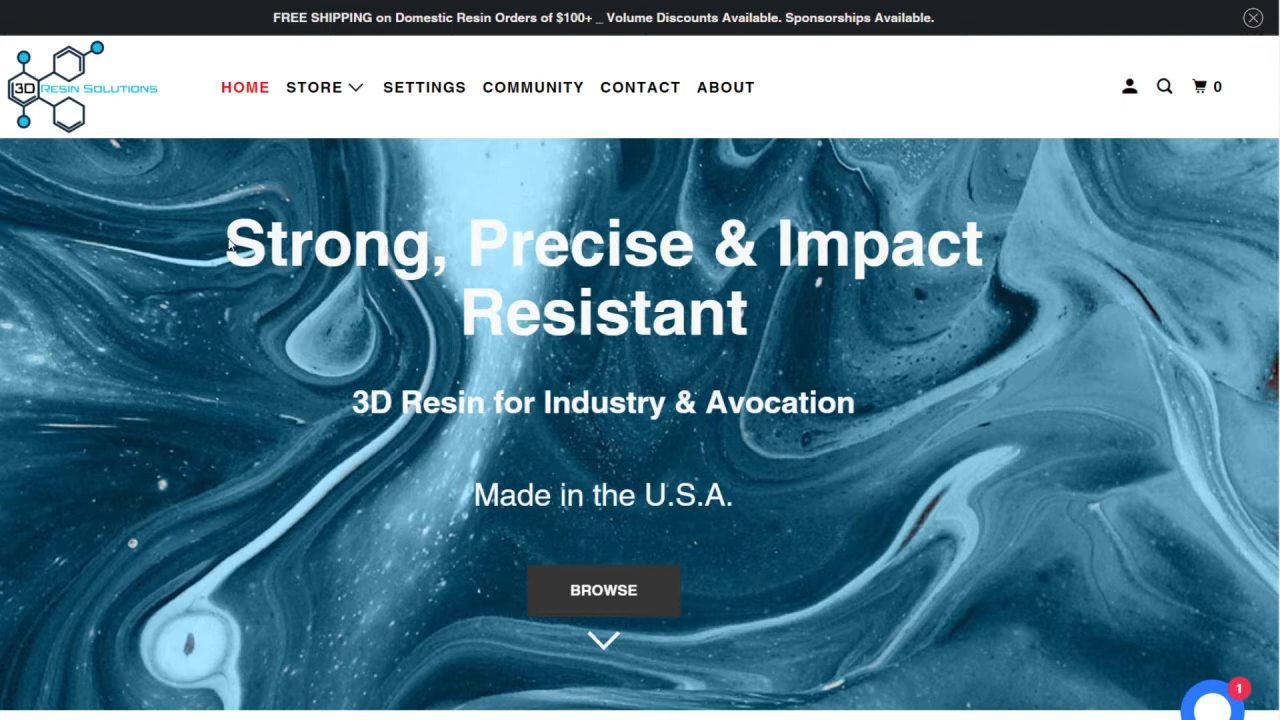 FREE SHIPPING on Domestic Resin Orders of $100+ _ Volume Discounts Available. Sponsorships Available.
3D RESIN SOLUTIONS
HOME STORE SETTINGS COMMUNITY CONTACT ABOUT
0
Strong, Precise & Impact
Resistant
3D Resin for Industry & Avocation
Made in the U.S.A.
BROWSE
1